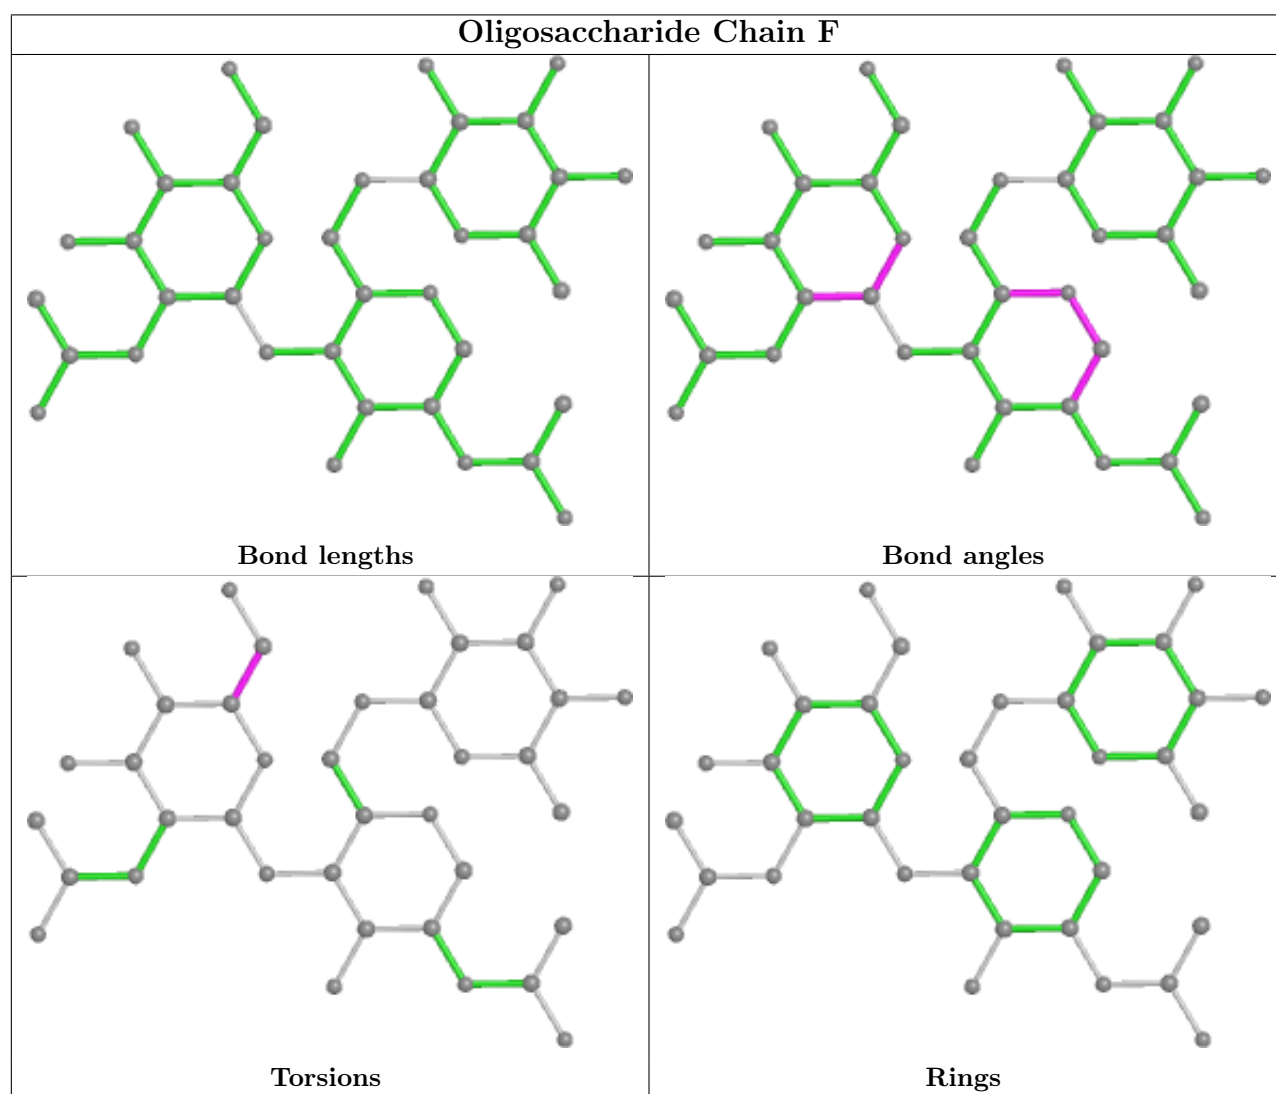 Oligosaccharide Chain F
Bond lengths
Bond angles
Torsions
Rings